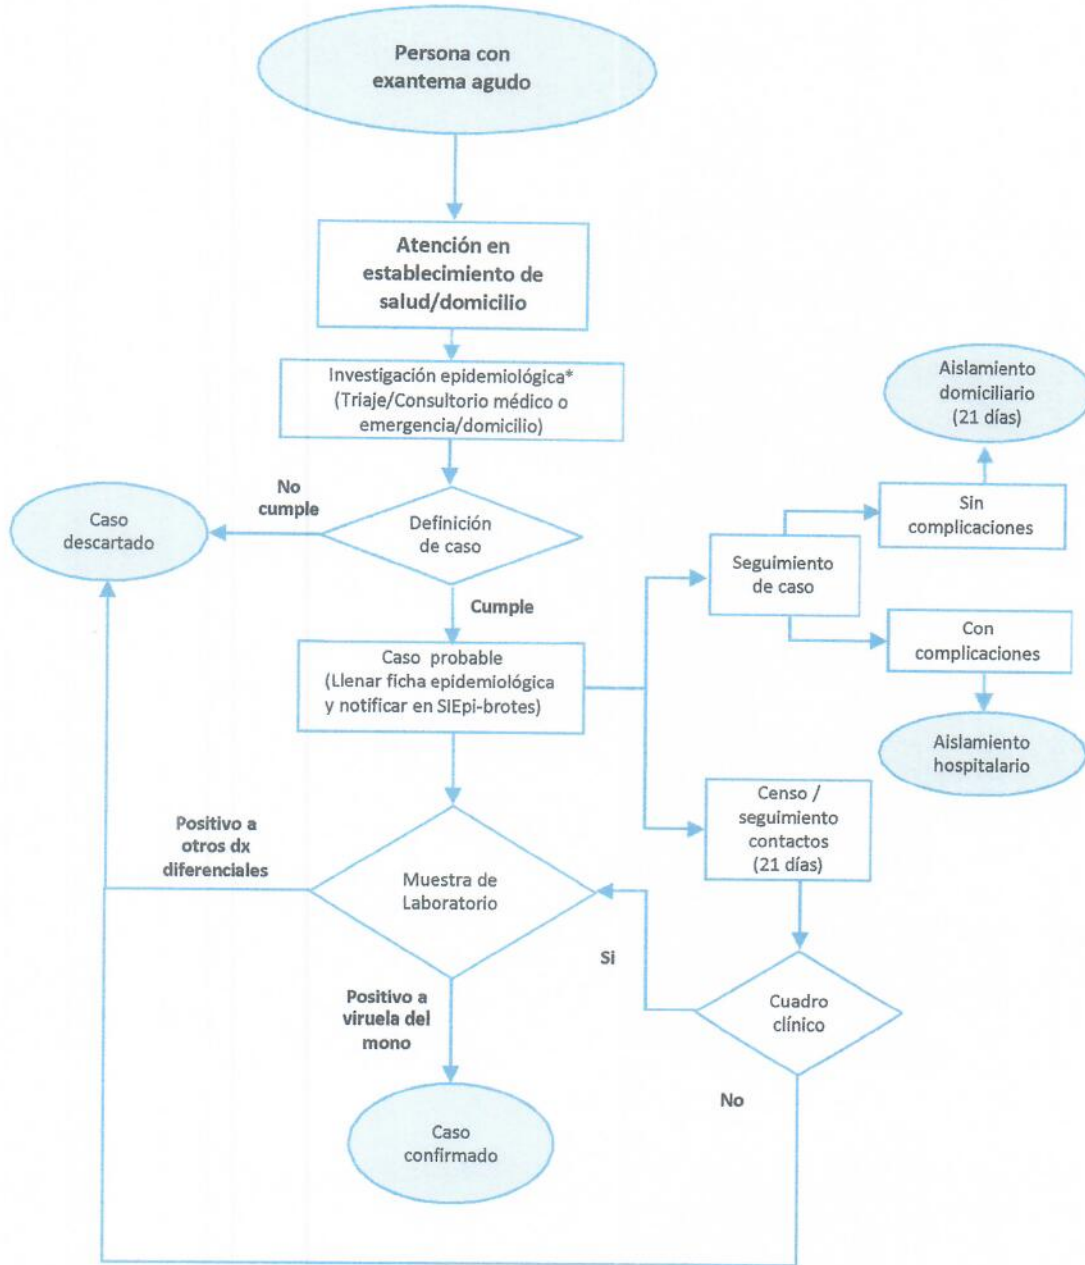 Persona con
exantema agudo
Atención en
establecimiento de
salud/domicilio
Investigación epidemiológica*
(Triaje/Consultorio médico o
emergencia/domicilio)
Aislamiento
domiciliario
(21 días)
No
cumple
Caso
descartado
Definición
de caso
Sin
complicaciones
Seguimiento
de caso
Cumple
Con
complicaciones
Caso probable
(Llenar ficha epidemiológica
y notificar en SIEpi-brotes)
Aislamiento
hospitalario
Censo /
seguimiento
contactos
(21 días)
Positivo a
otros dx
diferenciales
Muestra de
Laboratorio
Si
Cuadro
clínico
Positivo a
viruela del
mono
No
Caso
confirmado